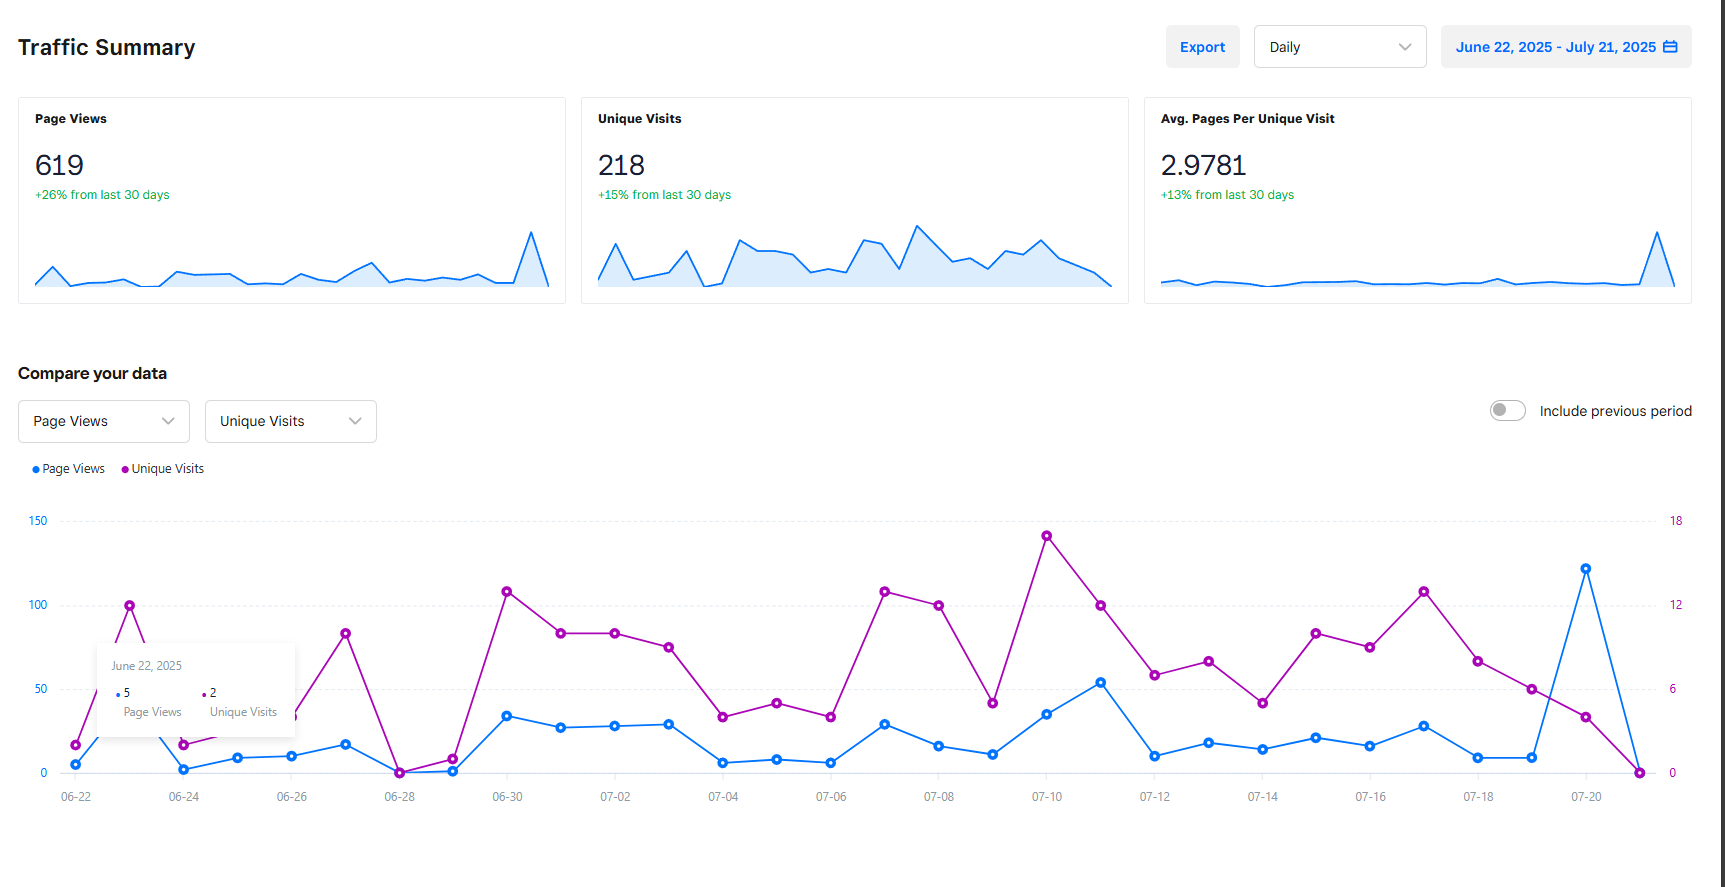 Traffic Summary
Export
Daily
June 22, 2025 - July 21, 2025
Page Views
619
+26% from last 30 days
Unique Visits
218
+15% from last 30 days
Avg. Pages Per Unique Visit
2.9781
+13% from last 30 days
Compare your data
Page Views
Unique Visits
Include previous period
Page Views Unique Visits
150
18
100
12
50
6
0
0
June 22, 2025
5 2
Page Views Unique Visits
06-22 06-24 06-26 06-28 06-30 07-02 07-04 07-06 07-08 07-10 07-12 07-14 07-16 07-18 07-20